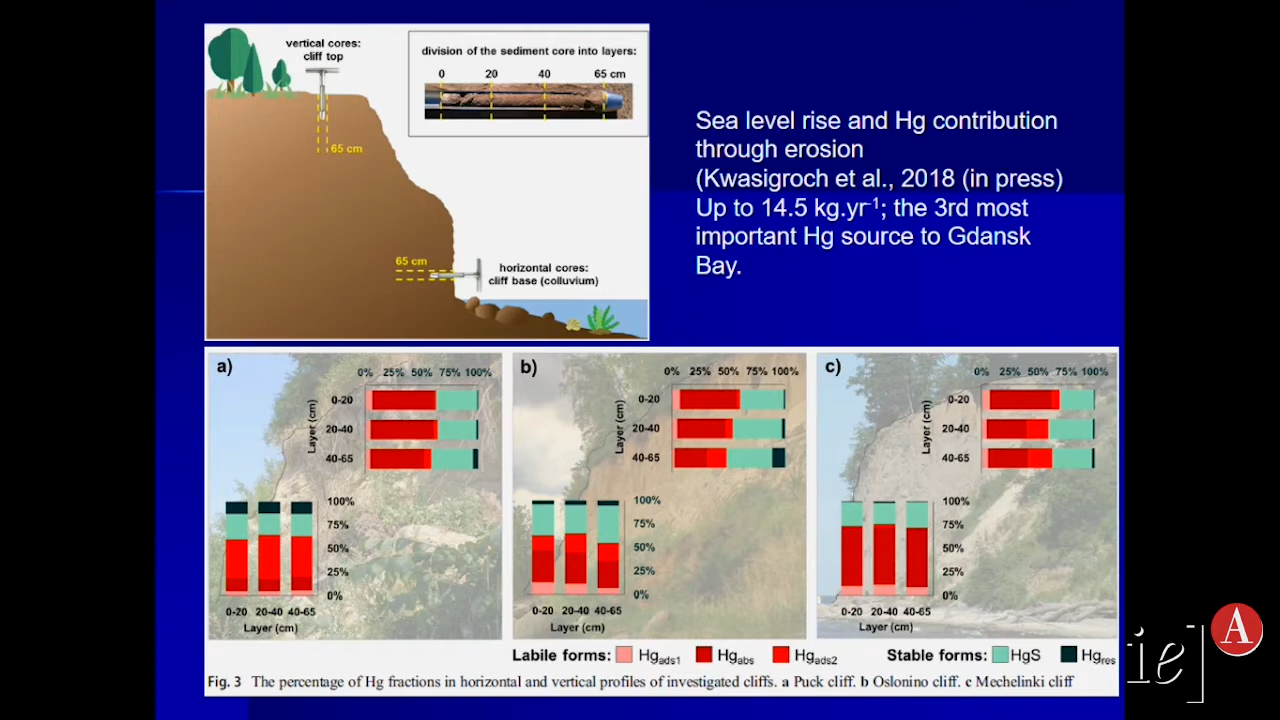 vertical cores:
cliff top
65 cm
division of the sediment core into layers:
0 20 40 65 cm
65 cm
horizontal cores:
cliff base (colluvium)
Sea level rise and Hg contribution
through erosion
(Kwasigroch et al., 2018 (in press)
Up to 14.5 kg.yr-1; the 3rd most
important Hg source to Gdansk
Bay.
a)
0% 25% 50% 75% 100%
Layer (cm)
0-20
20-40
40-65
100%
75%
50%
25%
0%
0-20 20-40 40-65
Layer (cm)
b)
0% 25% 50% 75% 100%
Layer (cm)
0-20
20-40
40-65
100%
75%
50%
25%
0%
0-20 20-40 40-65
Layer (cm)
c)
0% 25% 50% 75% 100%
Layer (cm)
0-20
20-40
40-65
100%
75%
50%
25%
0%
0-20 20-40 40-65
Layer (cm)
Labile forms: Hgads1 Hgabs Hgads2 Stable forms: HgS Hgres
Fig. 3 The percentage of Hg fractions in horizontal and vertical profiles of investigated cliffs. a Puck cliff. b Oslonino cliff. c Mechelinki cliff
A
ie]